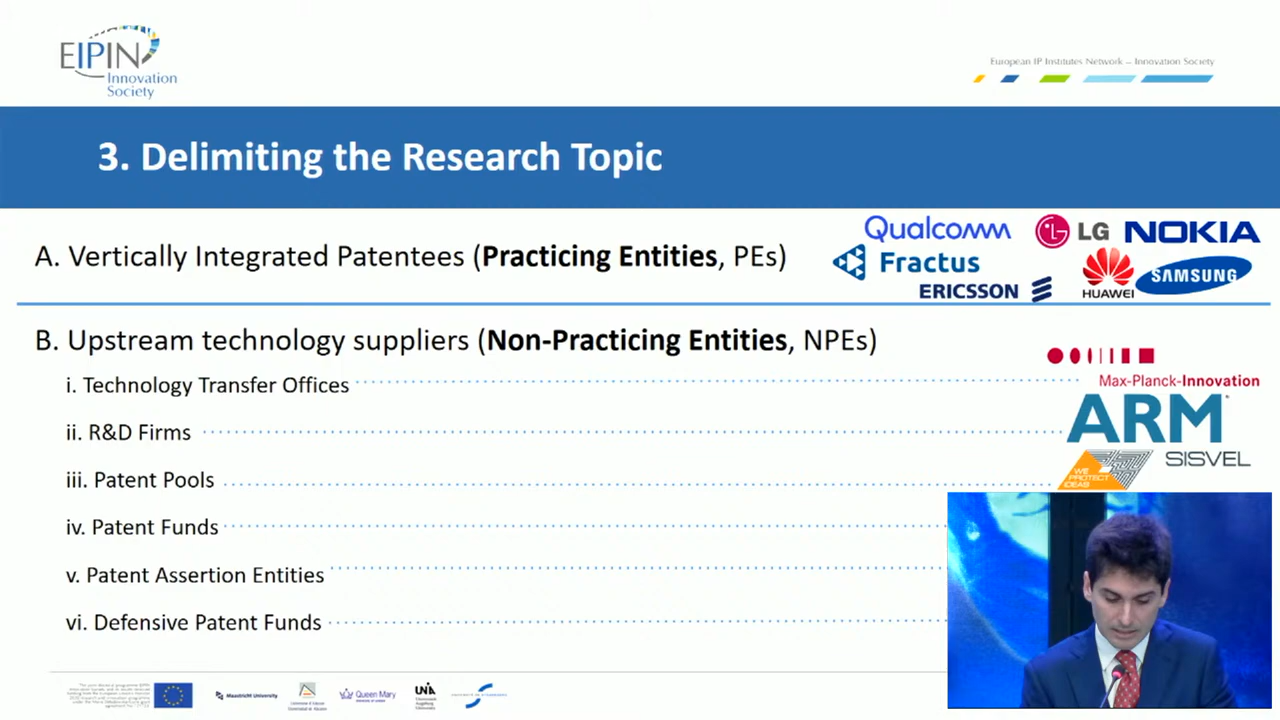 EIPIN
Innovation
Society
European IP Institutes Network – Innovation Society
3. Delimiting the Research Topic
A. Vertically Integrated Patentees (Practicing Entities, PEs)
QUALCOMM
LG
NOKIA
Fractus
ERICSSON
HUAWEI
SAMSUNG
B. Upstream technology suppliers (Non-Practicing Entities, NPEs)
i. Technology Transfer Offices
Max-Planck-Innovation
ii. R&D Firms
ARM
iii. Patent Pools
SISVEL
WE
PROTECT
IDEAS
iv. Patent Funds
v. Patent Assertion Entities
vi. Defensive Patent Funds
Maastricht University
Queen Mary
UNIA